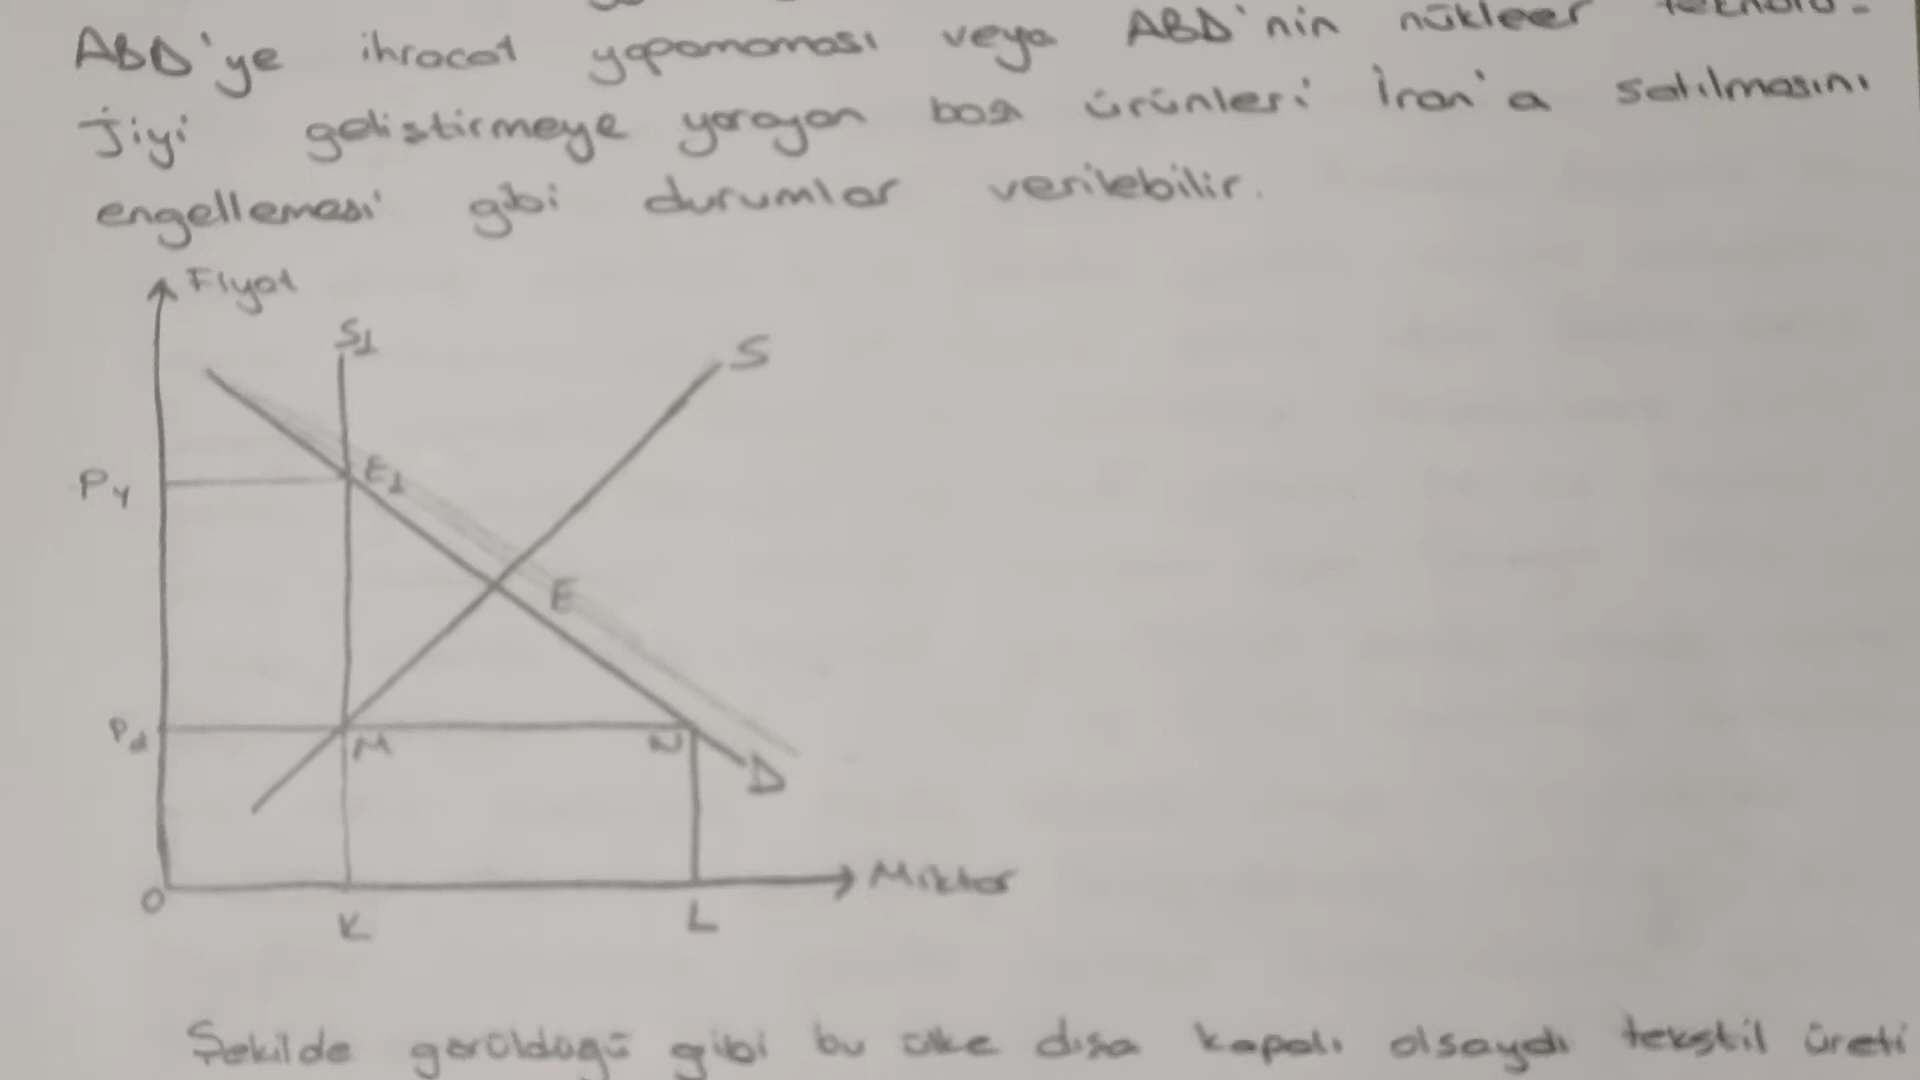 ABD'ye ihracat yapamaması veya ABD'nin nükleer teknolo-
jiyi geliştirmeye yarayan bazı ürünleri İran'a satılmasını
engellemesi gibi durumlar verilebilir.
Fiyat
S1
S
Py
E1
E
Pd
M
N
D
O
K
L
Miktar
Şekilde görüldüğü gibi bu ülke dışa kapalı olsaydı tekstil üreti